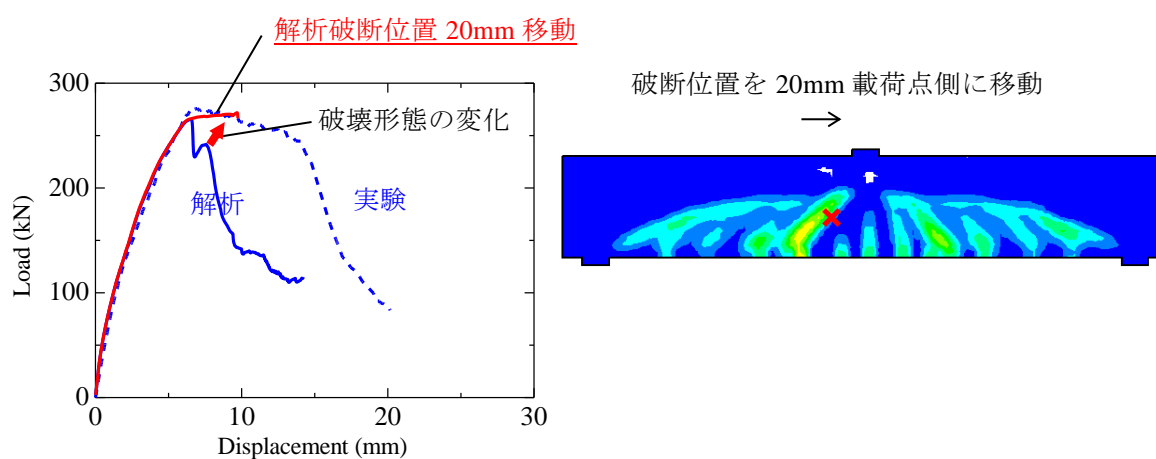 解析破断位置 20mm 移動
300
破壊形態の変化
200
解析
実験
100
0
0
10
20
30
Load (kN)
Displacement (mm)
破断位置を 20mm 載荷点側に移動